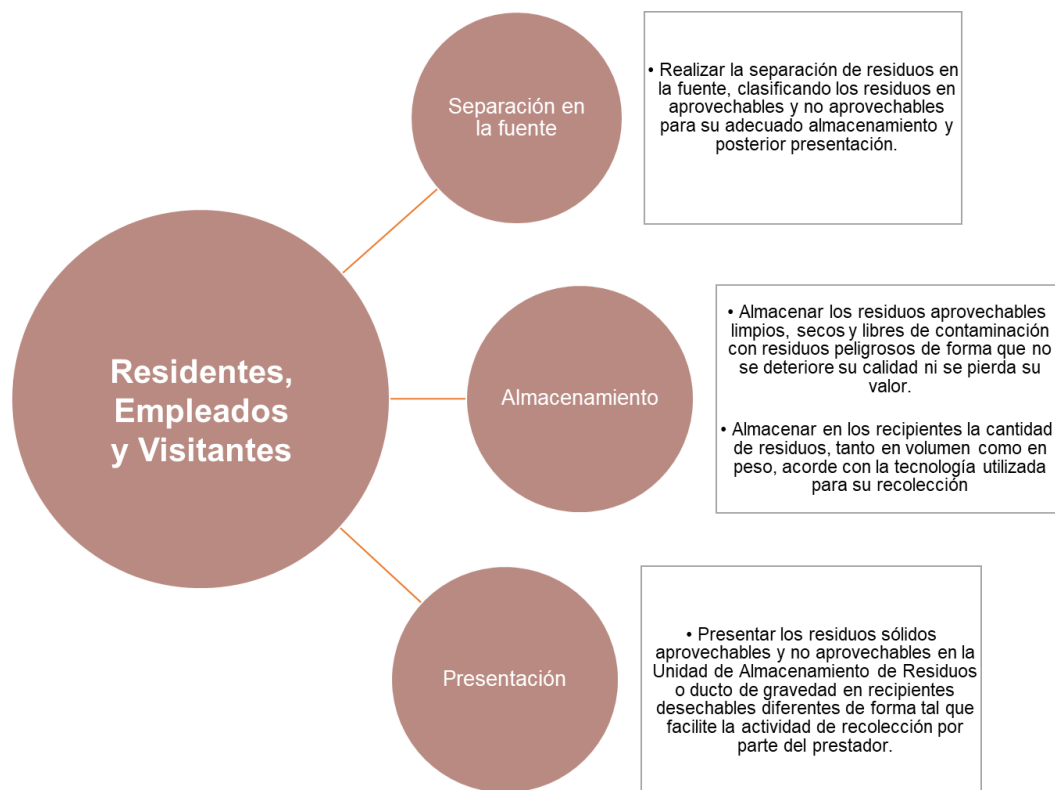 Residentes,
Empleados
y Visitantes
Separación en
la fuente
• Realizar la separación de residuos en
la fuente, clasificando los residuos en
aprovechables y no aprovechables
para su adecuado almacenamiento y
posterior presentación.
Almacenamiento
• Almacenar los residuos aprovechables
limpios, secos y libres de contaminación
con residuos peligrosos de forma que no
se deteriore su calidad ni se pierda su
valor.
• Almacenar en los recipientes la cantidad
de residuos, tanto en volumen como en
peso, acorde con la tecnología utilizada
para su recolección
Presentación
• Presentar los residuos sólidos
aprovechables y no aprovechables en la
Unidad de Almacenamiento de Residuos
o ducto de gravedad en recipientes
desechables diferentes de forma tal que
facilite la actividad de recolección por
parte del prestador.